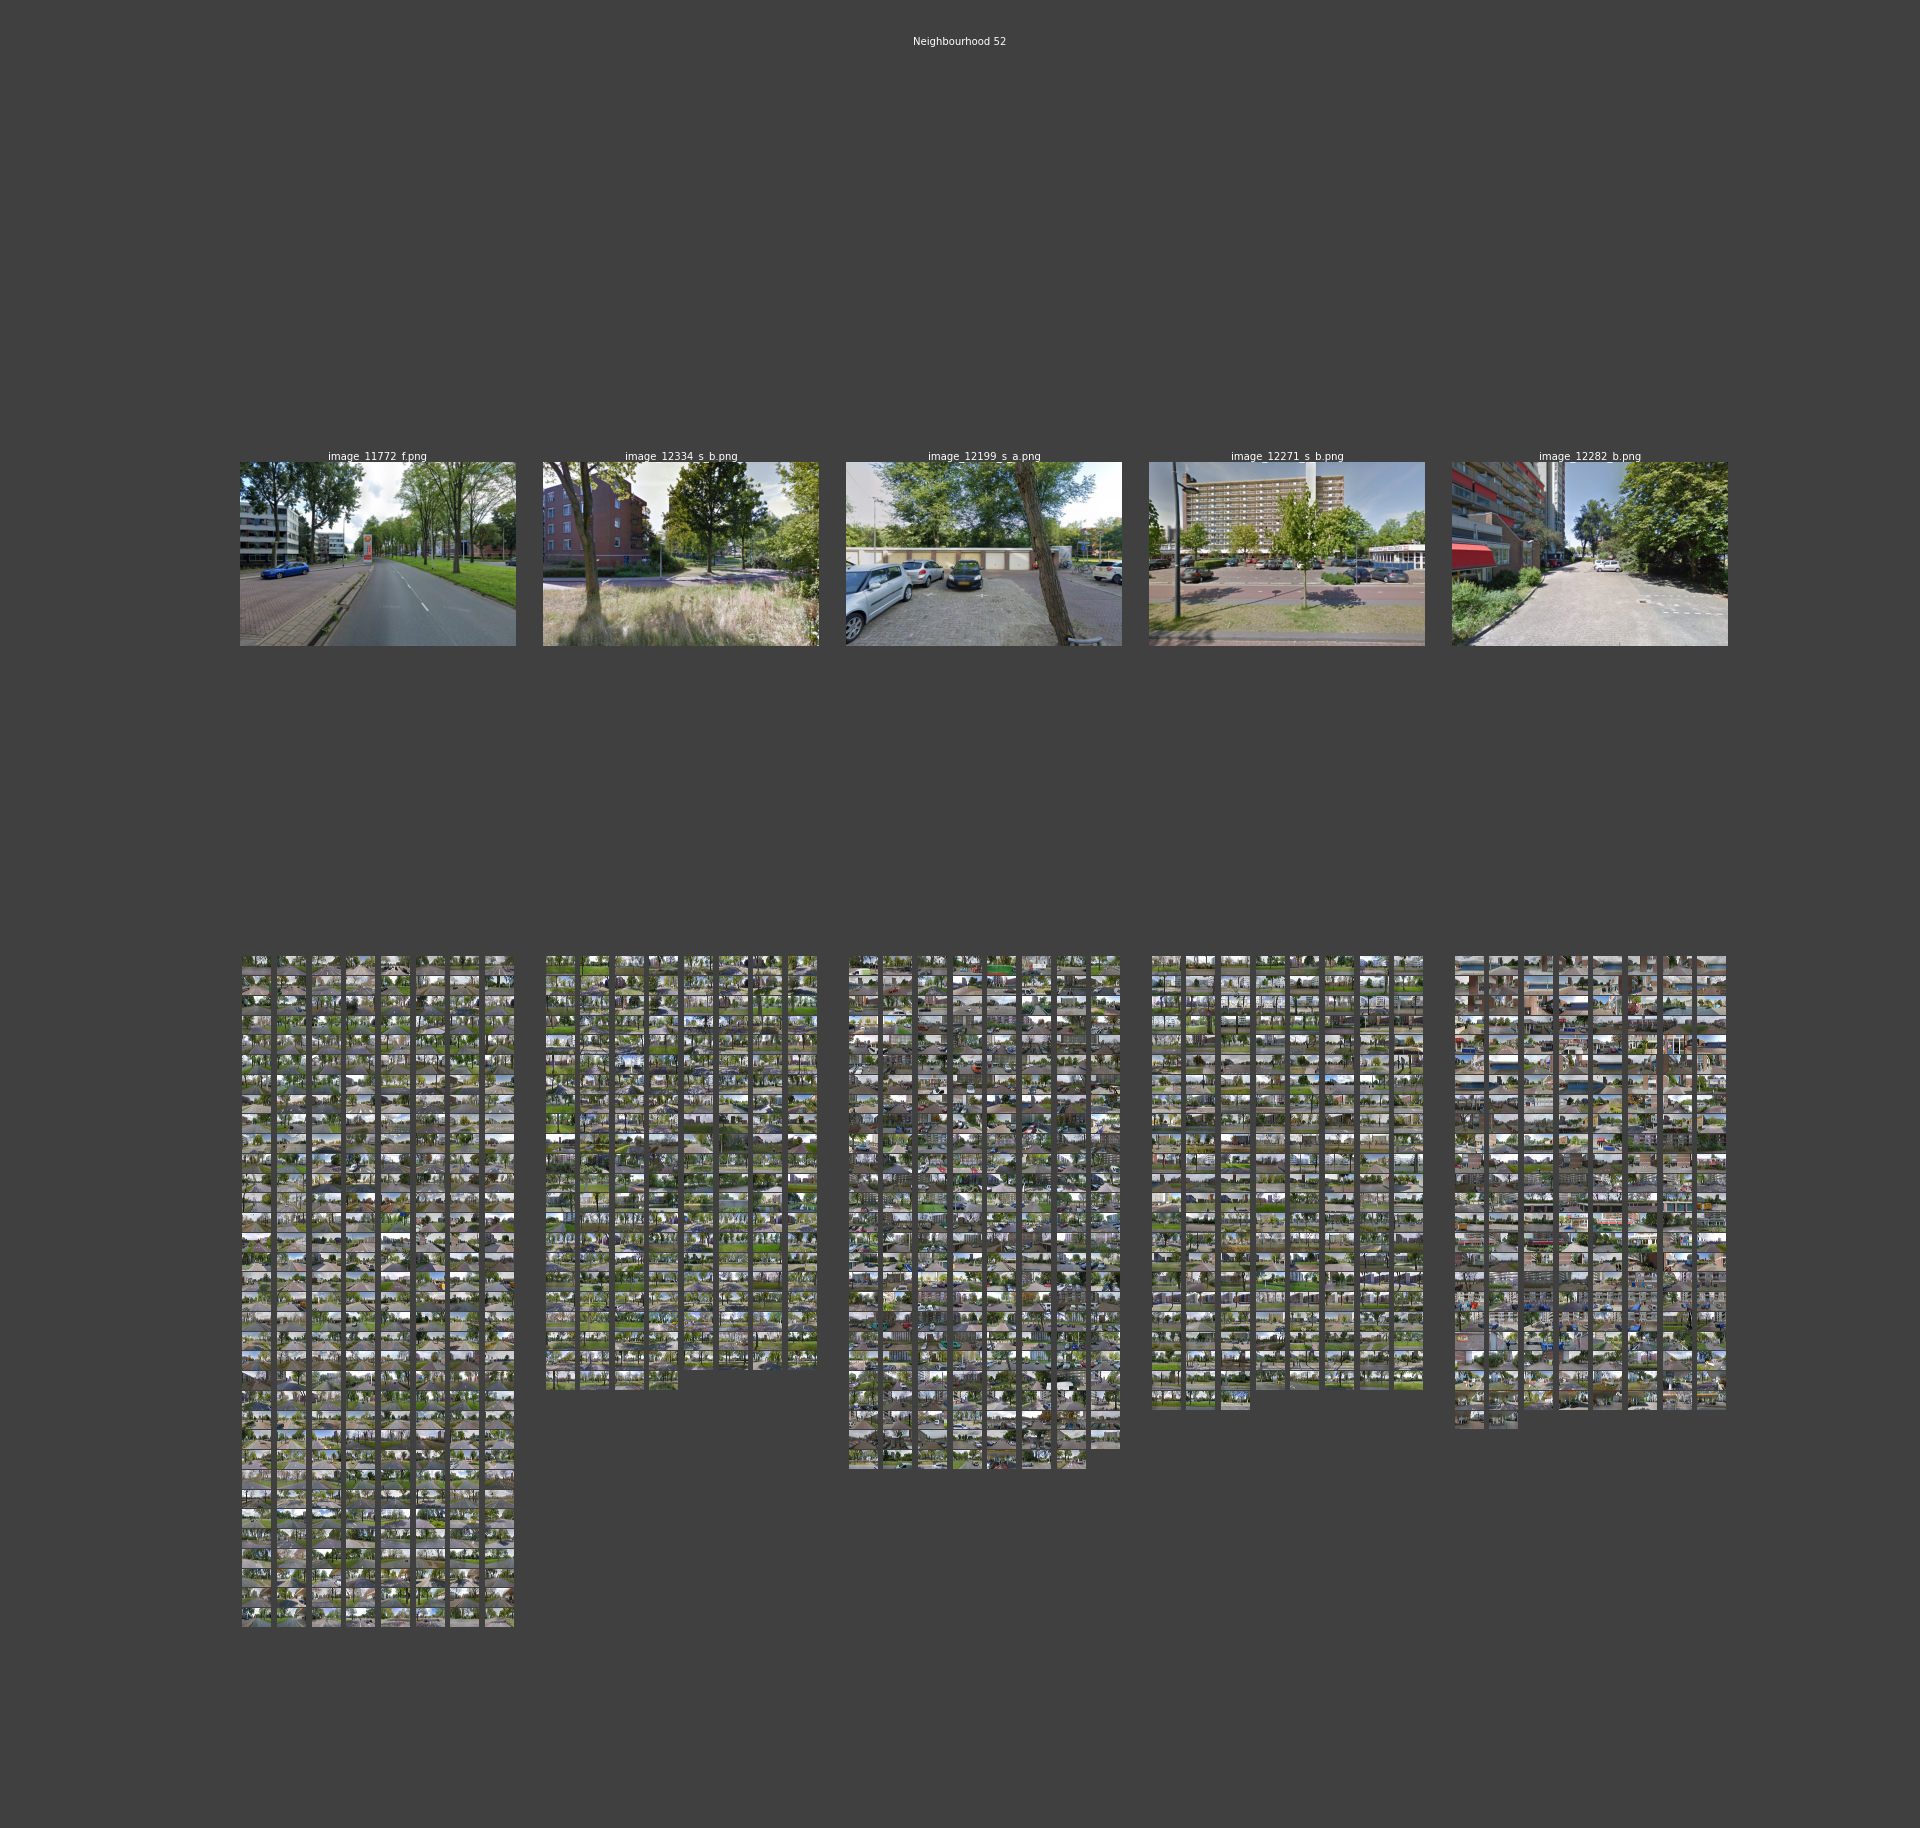 Neighbourhood 52
image_11772_f.png
image_12334_s_b.png
image_12199_s_a.png
image_12271_s_b.png
image_12282_b.png